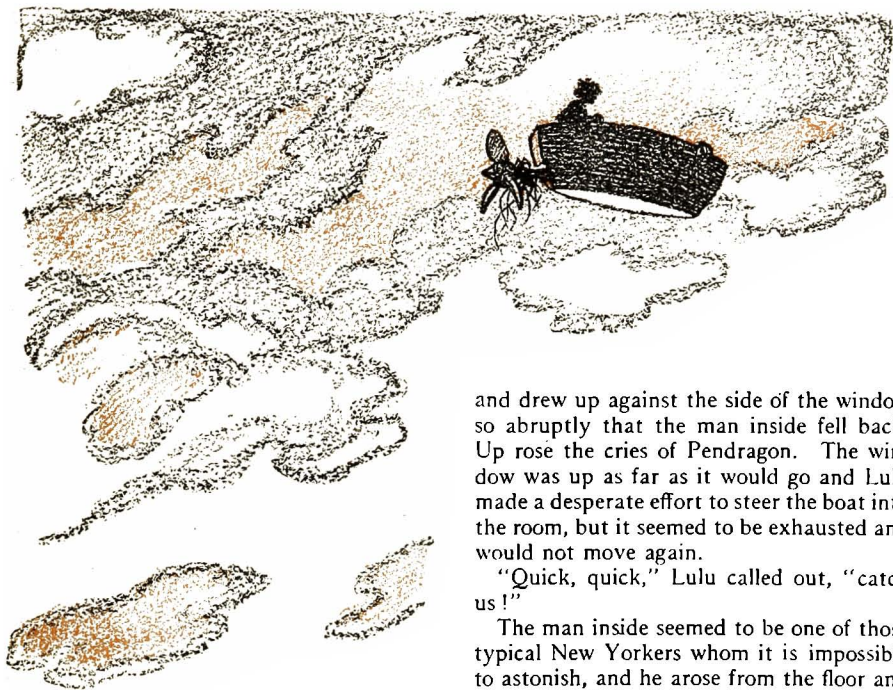 and drew up against the side of the windo
so abruptly that the man inside fell bac
Up rose the cries of Pendragon. The wi
dow was up as far as it would go and Lu
made a desperate effort to steer the boat int
the room, but it seemed to be exhausted an
would not move again.
"Quick, quick," Lulu called out, "catc
us !"
The man inside seemed to be one of thos
typical New Yorkers whom it is impossib
to astonish, and he arose from the floor an